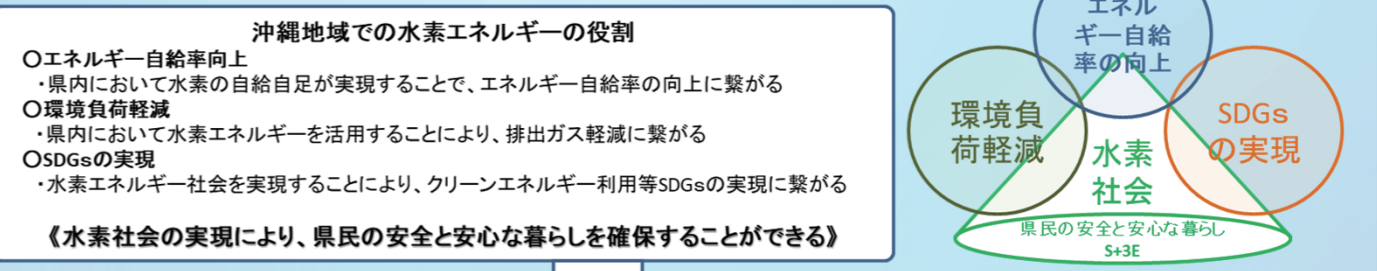 沖縄地域での水素エネルギーの役割
〇エネルギー自給率向上
・県内において水素の自給自足が実現することで、エネルギー自給率の向上に繋がる
〇環境負荷軽減
・県内において水素エネルギーを活用することにより、排出ガス軽減に繋がる
〇SDGsの実現
・水素エネルギー社会を実現することにより、クリーンエネルギー利用等SDGsの実現に繋がる
《水素社会の実現により、県民の安全と安心な暮らしを確保することができる》
エネル
ギー自給
率の向上
環境負
荷軽減
SDGs
の実現
水素
社会
県民の安全と安心な暮らし
S+3E